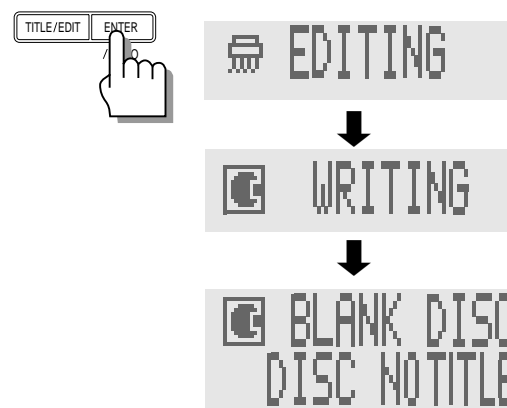 TITLE/EDIT ENTER
EDITING
WRITING
BLANK DISC
DISC NOTITLE